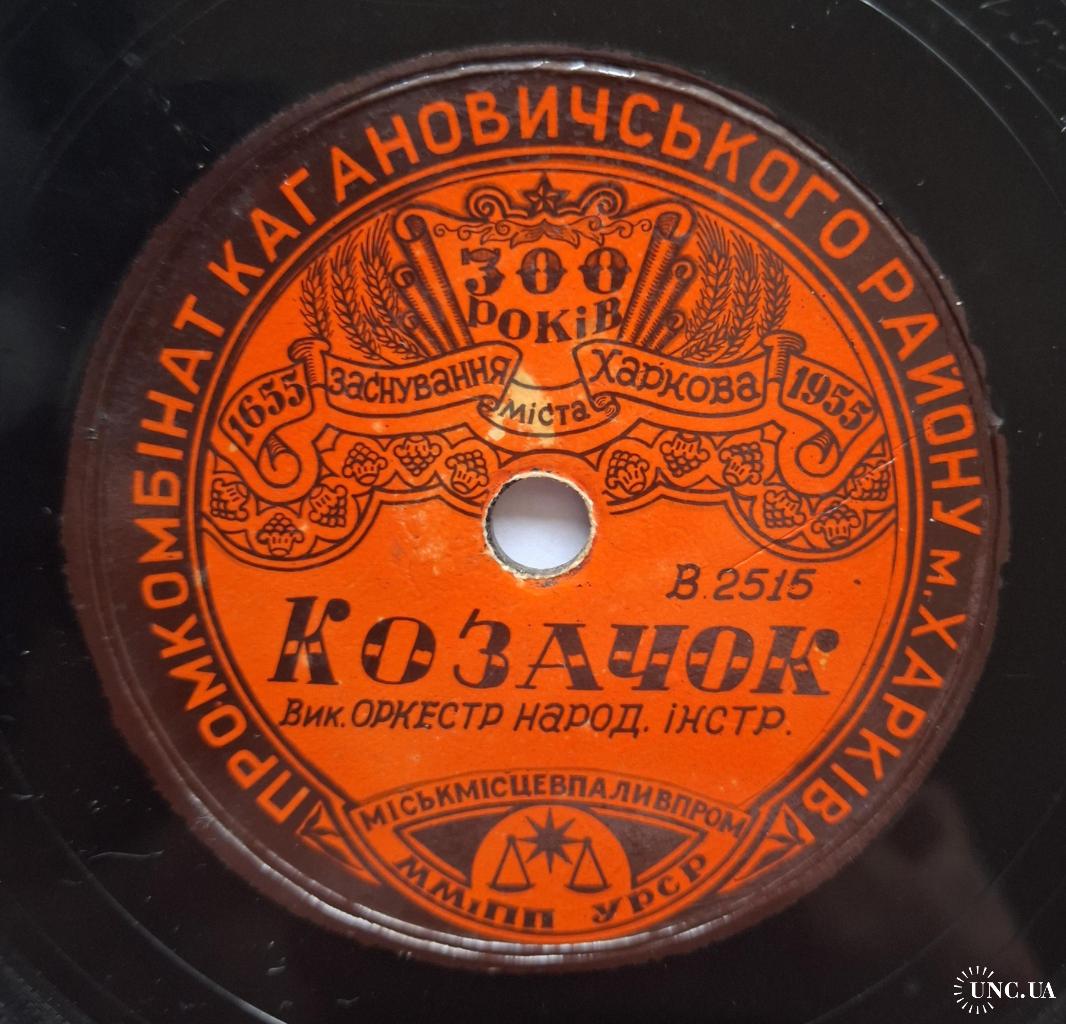 ПРОМКОМБІНАТ КАГАНОВИЧСЬКОГО РАЙОНУ м. ХАРКІВ
300
РОКІВ
1655 ЗАСНУВАННЯ МІСТА ХАРКОВА 1955
В. 2515
КОЗАЧОК
Вик. ОРКЕСТР НАРОД. ІНСТР.
МІСЬКМІСЦЕВПАЛИВПРОМ
ММіПП УРСР
UNC.UA